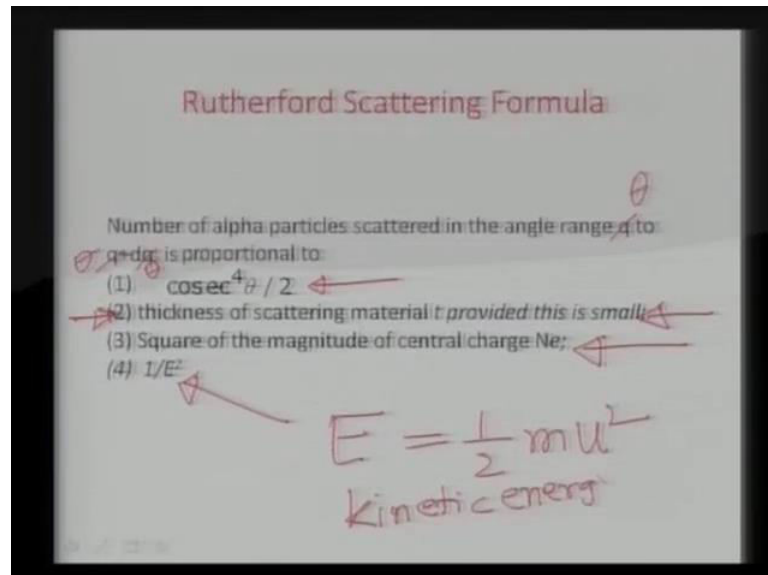 Rutherford Scattering Formula
θ
Number of alpha particles scattered in the angle range q to
θ q+dq θ is proportional to
(1) cosec⁴θ / 2
(2) thickness of scattering material t provided this is small;
(3) Square of the magnitude of central charge Ne;
(4) 1/E²
E = 1/2 mu²
kinetic energ